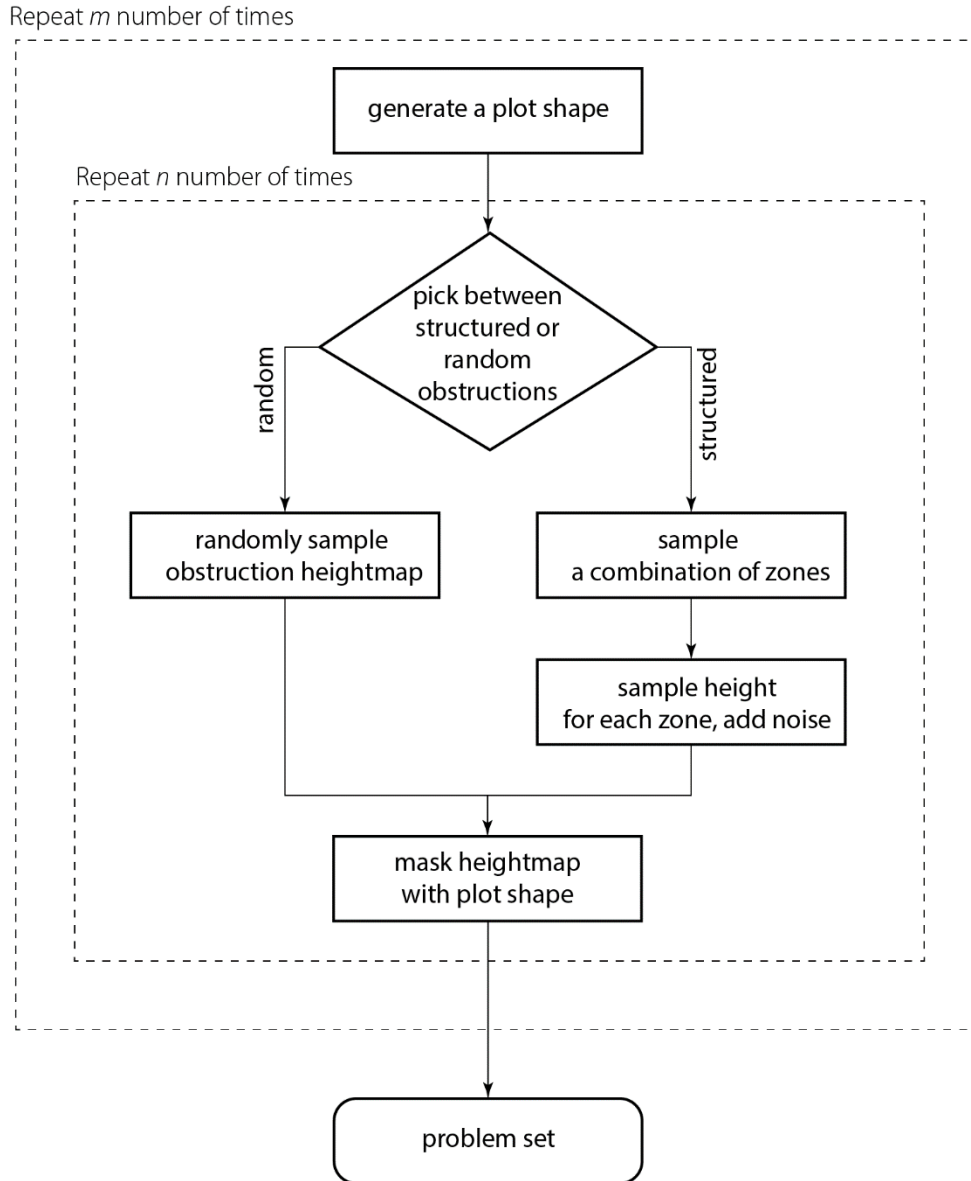 Repeat m number of times
generate a plot shape
Repeat n number of times
pick between
structured or
random
obstructions
random
structured
randomly sample
obstruction heightmap
sample
a combination of zones
sample height
for each zone, add noise
mask heightmap
with plot shape
problem set